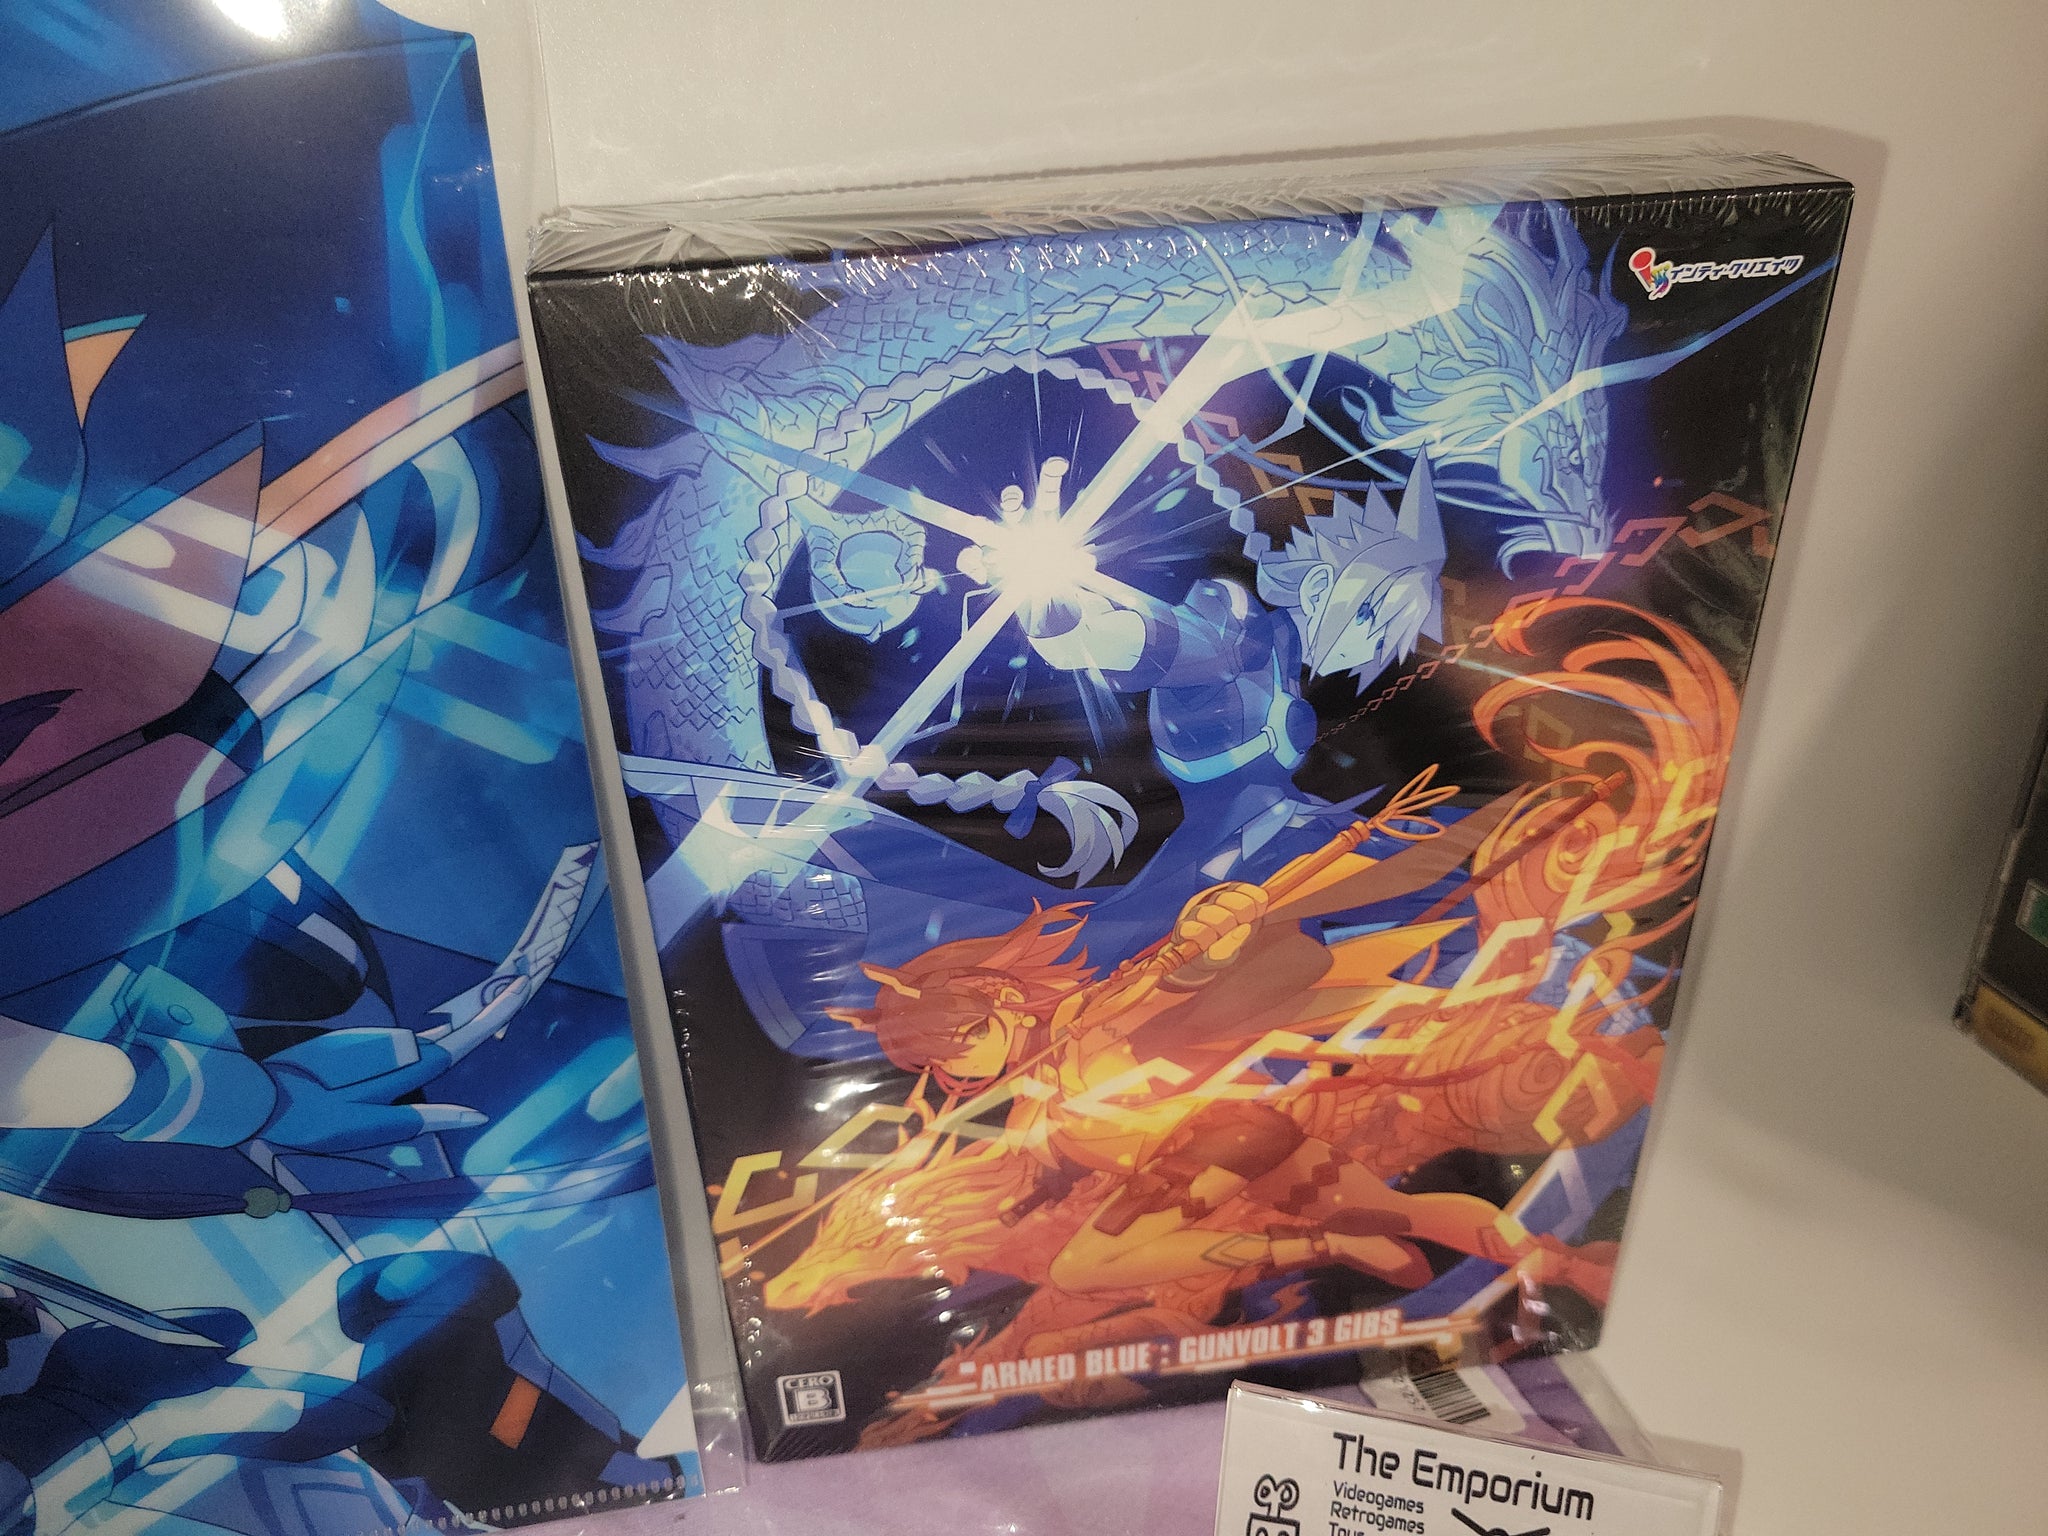 インティ・クリエイツ
ARMED BLUE : GUNVOLT 3 GIBS
CERO
B
The Emporium
Videogames
Retrogames
Toys